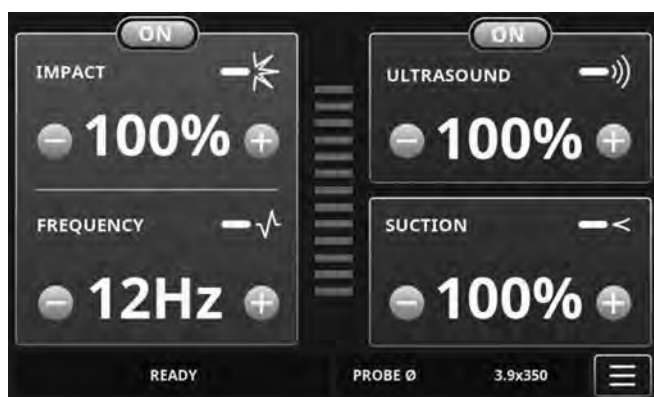 ON
IMPACT
- 100% +
FREQUENCY
- 12Hz +
ON
ULTRASOUND
- 100% +
SUCTION
- 100% +
READY
PROBE Ø 3.9x350